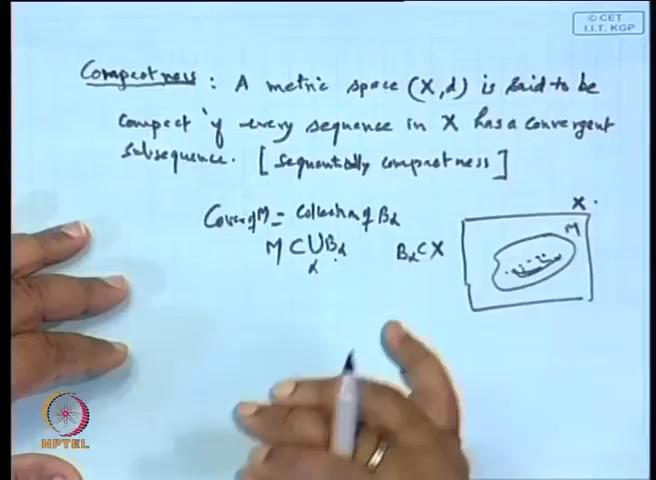 © CET
I.I.T. KGP
Compactness : A metric space (X,d) is said to be
compact if every sequence in X has a convergent
subsequence. [sequentially compactness]
Cover of M = collection of Bα
M ⊂ ∪ Bα
α
Bα ⊂ X
X
M
NPTEL